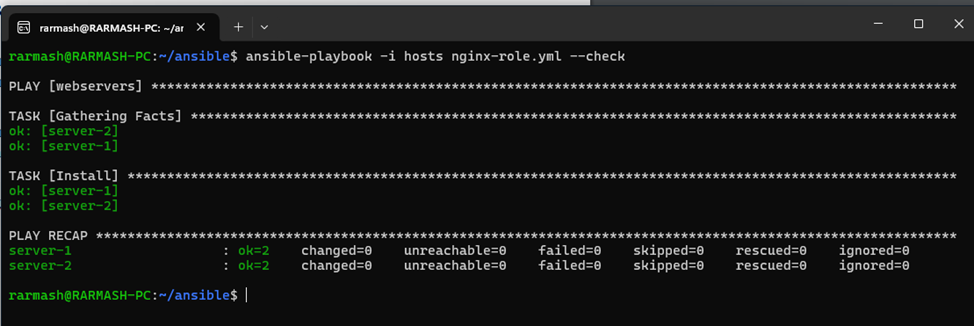 rarmash@RARMASH-PC: ~/ar
rarmash@RARMASH-PC:~/ansible$ ansible-playbook -i hosts nginx-role.yml --check
PLAY [webservers] ******************************************************************************************************
TASK [Gathering Facts] *************************************************************************************************
ok: [server-2]
ok: [server-1]
TASK [Install] *********************************************************************************************************
ok: [server-1]
ok: [server-2]
PLAY RECAP *************************************************************************************************************
server-1 : ok=2 changed=0 unreachable=0 failed=0 skipped=0 rescued=0 ignored=0
server-2 : ok=2 changed=0 unreachable=0 failed=0 skipped=0 rescued=0 ignored=0
rarmash@RARMASH-PC:~/ansible$